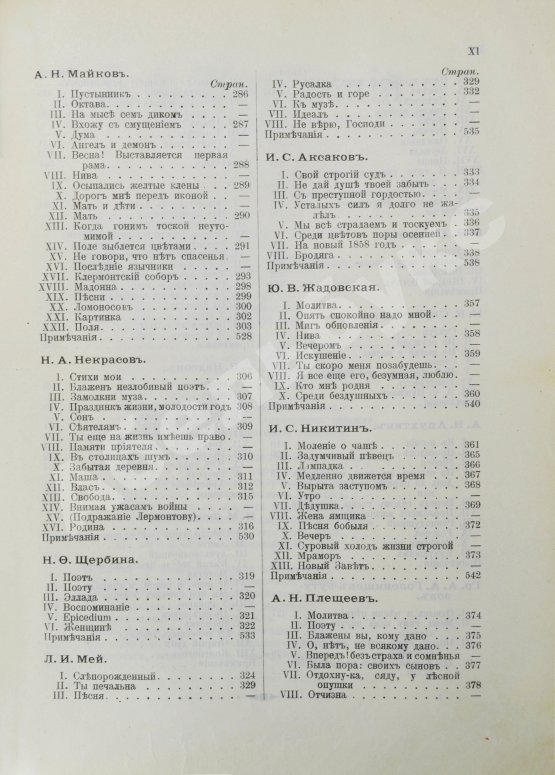 XI
А. Н. Майковъ.
Стран.
I. Пустынникъ . . . . . . . . . 286
II. Октава . . . . . . . . . . . —
III. На мысѣ семъ дикомъ . . . . —
IV. Вхожу съ смущеніемъ . . . . 287
V. Дума . . . . . . . . . . . . —
VI. Ангелъ и демонъ . . . . . . —
VII. Весна! Выставляется первая
рама . . . . . . . . . . . . 288
VIII. Нива . . . . . . . . . . . —
IX. Осыпались желтые клены . . . 289
X. Дорогъ мнѣ передъ иконой . . —
XI. Мать и дѣти . . . . . . . . —
XII. Мать . . . . . . . . . . . 290
XIII. Когда гонимъ тоской неуто-
мимой . . . . . . . . . . . —
XIV. Поле зыблется цвѣтами . . . 291
XV. Не говори, что нѣтъ спасенья —
XVI. Послѣдніе язычники . . . . —
XVII. Клермонтскій соборъ . . . 293
XVIII. Мадонна . . . . . . . . . 298
XIX. Пѣсни . . . . . . . . . . . 299
XX. Ломоносовъ . . . . . . . . . 300
XXI. Картинка . . . . . . . . . 302
XXII. Поля . . . . . . . . . . . 303
Примѣчанія . . . . . . . . . . . 528
Н. А. Некрасовъ.
I. Стихи мои . . . . . . . . . . 306
II. Блаженъ незлобивый поэтъ . . —
III. Замолкни муза . . . . . . . 307
IV. Праздникъ жизни, молодости годы 308
V. Сонъ . . . . . . . . . . . . —
VI. Сѣятелямъ . . . . . . . . . 309
VII. Ты еще на жизнь имѣешь право . —
VIII. Памяти пріятеля . . . . . —
IX. Въ столицахъ шумъ . . . . . 310
X. Забытая деревня . . . . . . . —
XI. Маша . . . . . . . . . . . . 311
XII. Власъ . . . . . . . . . . . 312
XIII. Свобода . . . . . . . . . 315
XIV. Внимая ужасамъ войны . . . —
XV. (Подражаніе Лермонтову) . . . —
XVI. Родина . . . . . . . . . . 316
Примѣчанія . . . . . . . . . . . 530
Н. Ѳ. Щербина.
I. Поэтъ . . . . . . . . . . . . 319
II. Поэту . . . . . . . . . . . —
III. Эллада . . . . . . . . . . 320
IV. Воспоминаніе . . . . . . . . —
V. Epicedium . . . . . . . . . . 321
VI. Женщинѣ . . . . . . . . . . 322
Примѣчанія . . . . . . . . . . . 533
Л. И. Мей.
I. Слѣпорожденный . . . . . . . 324
II. Ты печальна . . . . . . . . 329
III. Пѣсня . . . . . . . . . . . —
Стран.
IV. Русалка . . . . . . . . . . 329
V. Радость и горе . . . . . . . 332
VI. Къ музѣ . . . . . . . . . . —
VII. Идеалъ . . . . . . . . . . —
VIII. Не вѣрю, Господи . . . . . —
Примѣчанія . . . . . . . . . . . 535
И. С. Аксаковъ.
I. Свой строгій судъ . . . . . . 333
II. Не дай душѣ твоей забыть . . 334
III. Съ преступной гордостью . . —
IV. Усталыхъ силъ я долго не жа-
лѣлъ . . . . . . . . . . . . 335
V. Мы всѣ страдаемъ и тоскуемъ . 336
VI. Среди цвѣтовъ поры осенней . 337
VII. На новый 1858 годъ . . . . —
VIII. Бродяга . . . . . . . . . 338
Примѣчанія . . . . . . . . . . . 538
Ю. В. Жадовская.
I. Молитва . . . . . . . . . . . 357
II. Опять спокойно надо мной . . —
III. Мигъ обновленія . . . . . . —
IV. Нива . . . . . . . . . . . . 358
V. Вечеромъ . . . . . . . . . . —
VI. Искушеніе . . . . . . . . . 359
VII. Ты скоро меня позабудешь . . —
VIII. Я все еще его, безумная, люблю . —
IX. Кто мнѣ родня . . . . . . . —
X. Среди бездушныхъ . . . . . . 360
Примѣчанія . . . . . . . . . . . 540
И. С. Никитинъ.
I. Моленіе о чашѣ . . . . . . . 361
II. Задумчивый пѣвецъ . . . . . 365
III. Лампадка . . . . . . . . . 366
IV. Медленно движется время . . 367
V. Вырыта заступомъ . . . . . . 368
VI. Утро . . . . . . . . . . . . —
VII. Дѣдушка . . . . . . . . . . 369
VIII. Жена ямщика . . . . . . . —
IX. Пѣсня бобыля . . . . . . . . 372
X. Вечеръ . . . . . . . . . . . —
XI. Суровый холодъ жизни строгой —
XII. Мраморъ . . . . . . . . . . 373
XIII. Новый Завѣтъ . . . . . . . —
Примѣчанія . . . . . . . . . . . 542
А. Н. Плещеевъ.
I. Молитва . . . . . . . . . . . 374
II. Поэту . . . . . . . . . . . —
III. Блажены вы, кому дано . . . 375
IV. О, нѣтъ, не всякому дано . . 376
V. Впередъ! безъ страха и сомнѣнья —
VI. Была пора: своихъ сыновъ . . 377
VII. Отдохну-ка, сяду, у лѣсной
опушки . . . . . . . . . . . 378
VIII. Отчизна . . . . . . . . . —